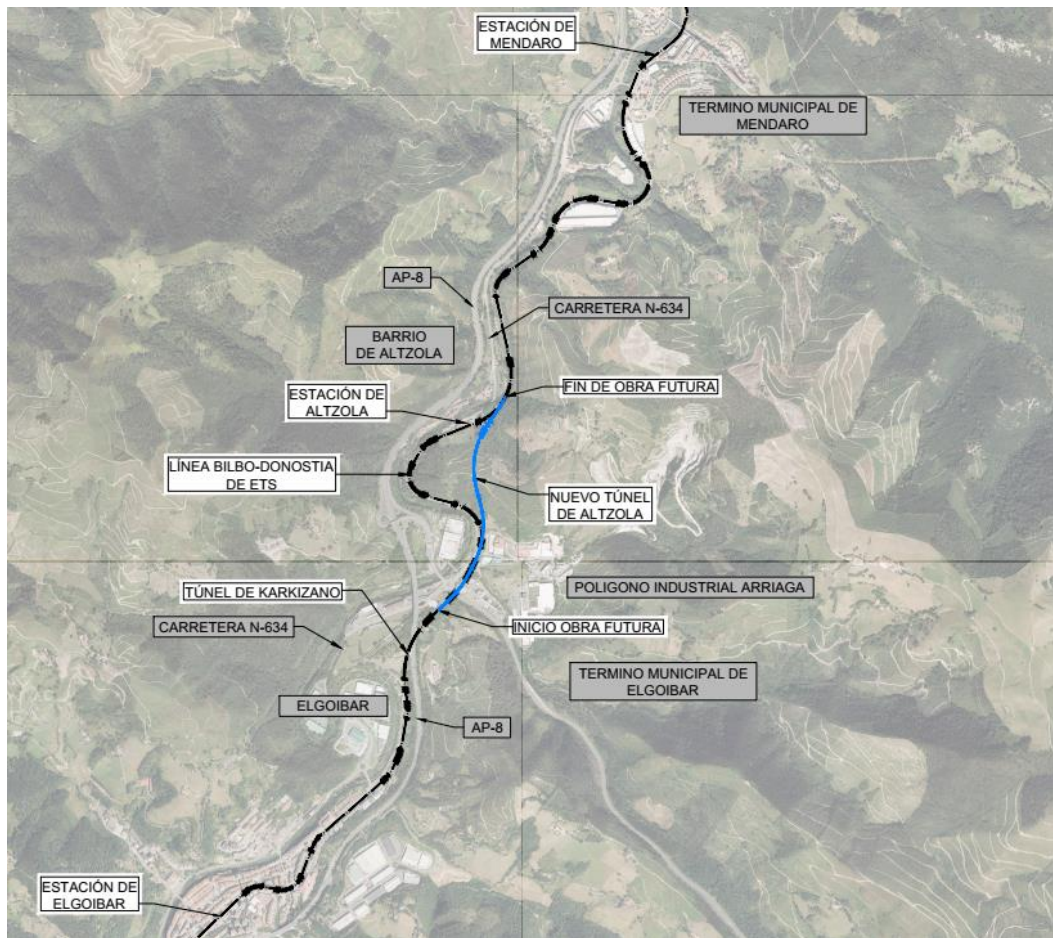 ESTACIÓN DE
MENDARO
TERMINO MUNICIPAL DE
MENDARO
AP-8
CARRETERA N-634
BARRIO
DE ALTZOLA
ESTACIÓN DE
ALTZOLA
FIN DE OBRA FUTURA
LÍNEA BILBO-DONOSTIA
DE ETS
NUEVO TÚNEL
DE ALTZOLA
TÚNEL DE KARKIZANO
POLIGONO INDUSTRIAL ARRIAGA
CARRETERA N-634
INICIO OBRA FUTURA
TERMINO MUNICIPAL DE
ELGOIBAR
ELGOIBAR
AP-8
ESTACIÓN DE
ELGOIBAR